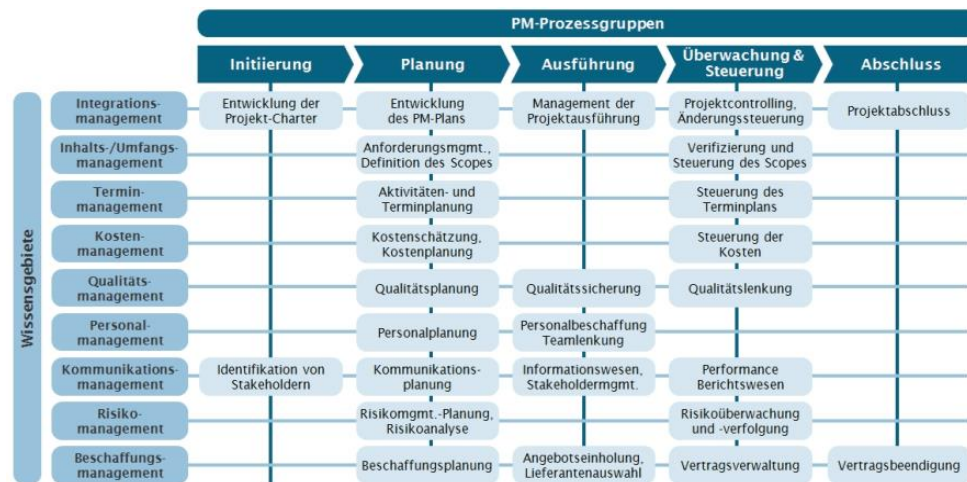 PM-Prozessgruppen
Initiierung
Planung
Ausführung
Überwachung &
Steuerung
Abschluss
Wissensgebiete
Integrations-
management
Entwicklung der
Projekt-Charter
Entwicklung
des PM-Plans
Management der
Projektausführung
Projektcontrolling,
Änderungssteuerung
Projektabschluss
Inhalts-/Umfangs-
management
Anforderungsmgmt.,
Definition des Scopes
Verifizierung und
Steuerung des Scopes
Termin-
management
Aktivitäten- und
Terminplanung
Steuerung des
Terminplans
Kosten-
management
Kostenschätzung,
Kostenplanung
Steuerung der
Kosten
Qualitäts-
management
Qualitätsplanung
Qualitätssicherung
Qualitätslenkung
Personal-
management
Personalplanung
Personalbeschaffung
Teamlenkung
Kommunikations-
management
Identifikation von
Stakeholdern
Kommunikations-
planung
Informationswesen,
Stakeholdermgmt.
Performance
Berichtswesen
Risiko-
management
Risikomgmt.-Planung,
Risikoanalyse
Risikoüberwachung
und -verfolgung
Beschaffungs-
management
Beschaffungsplanung
Angebotseinholung,
Lieferantenauswahl
Vertragsverwaltung
Vertragsbeendigung